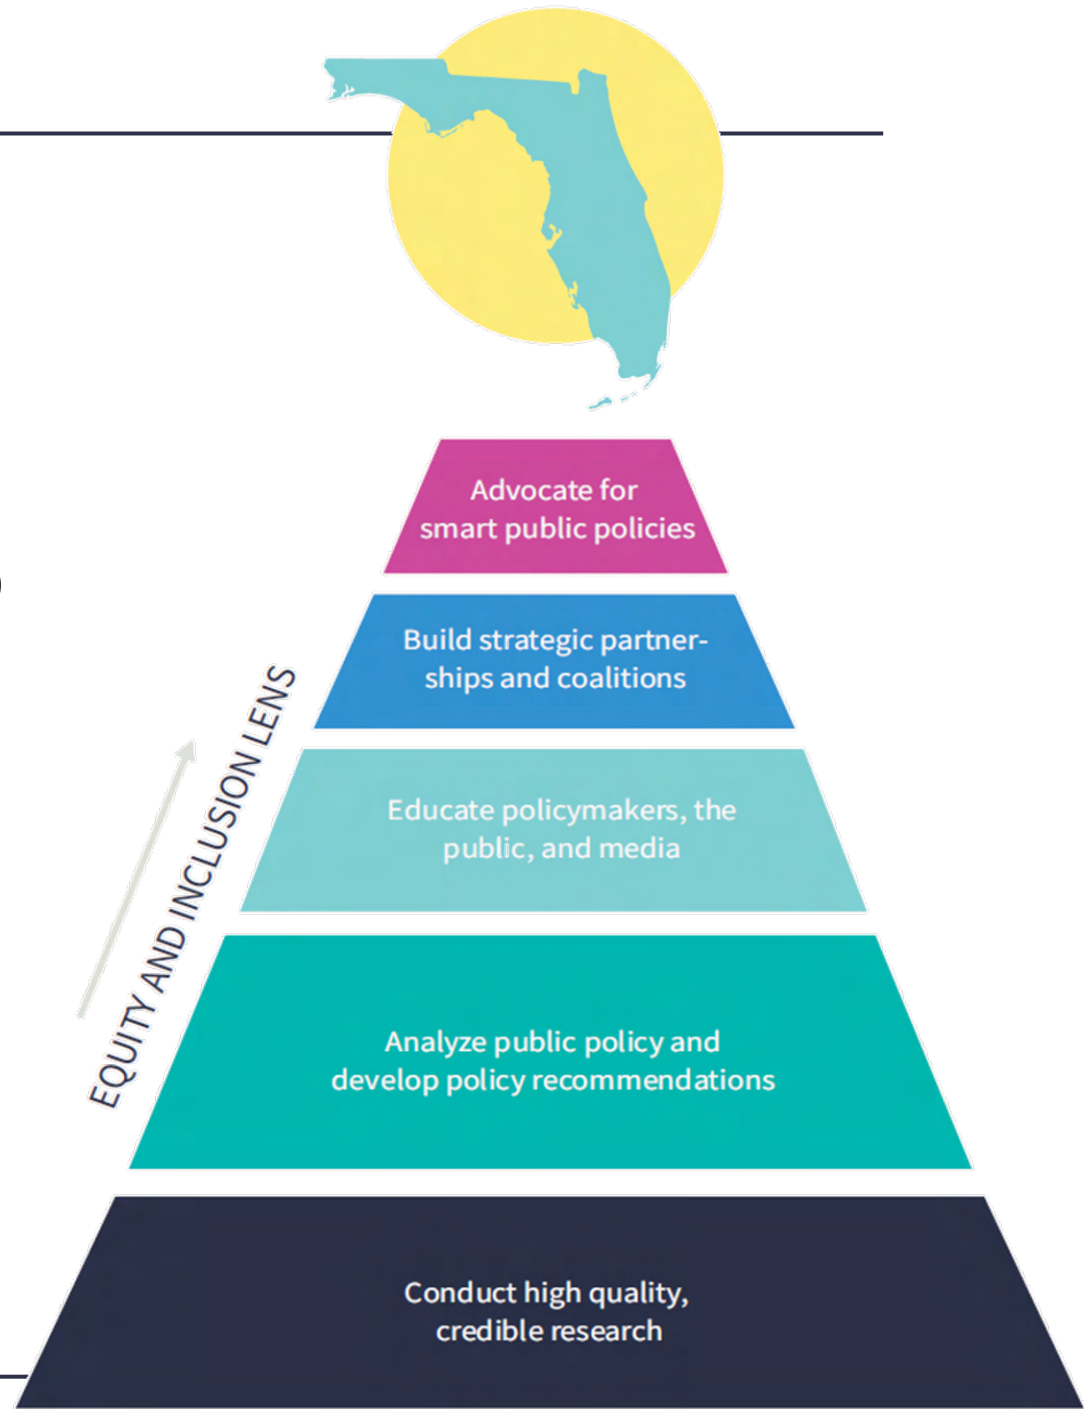 Advocate for
smart public policies
Build strategic partner-
ships and coalitions
EQUITY AND INCLUSION LENS
Educate policymakers, the
public, and media
Analyze public policy and
develop policy recommendations
Conduct high quality,
credible research